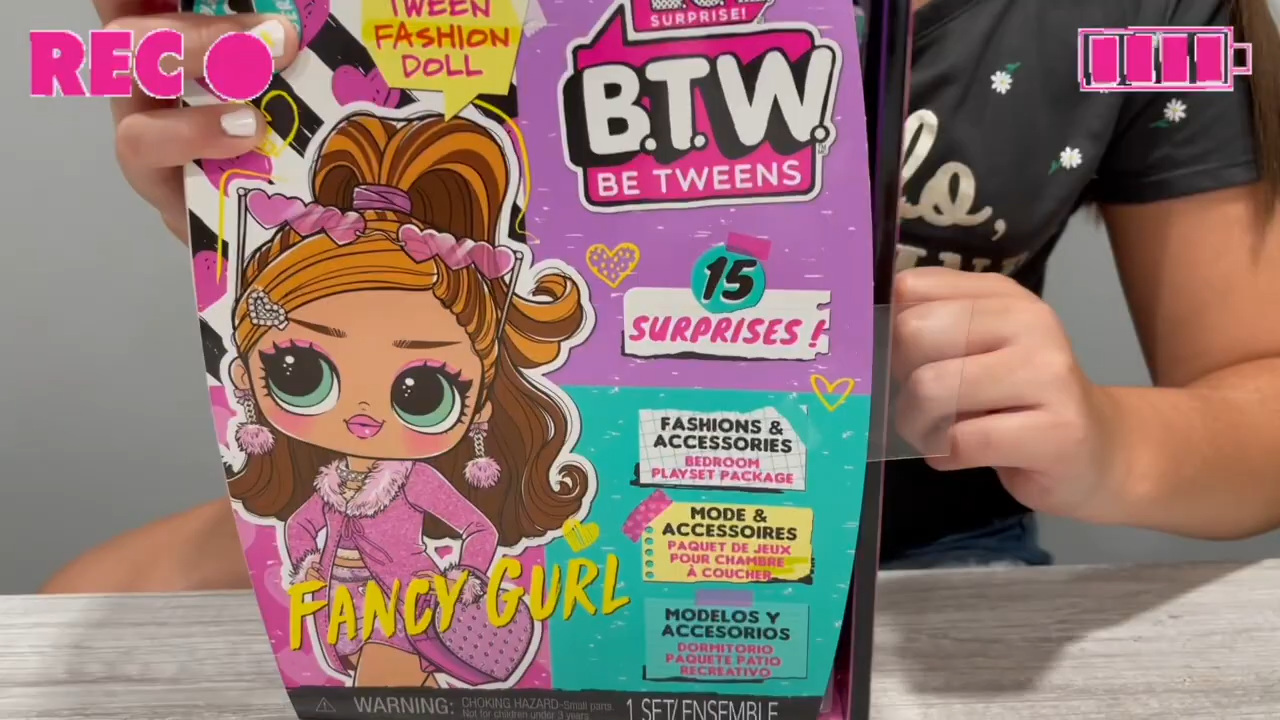 REC
TWEEN
FASHION
DOLL
SURPRISE!
B.T.W.
BE TWEENS
15
SURPRISES!
FASHIONS &
ACCESSORIES
BEDROOM
PLAYSET PACKAGE
MODE &
ACCESSOIRES
PAQUET DE JEUX
POUR CHAMBRE
À COUCHER
MODELOS Y
ACCESORIOS
DORMITORIO
PAQUETE PATIO
RECREATIVO
FANCY GURL
WARNING: CHOKING HAZARD-Small parts.
Not for children under 3 years
1 SET/ENSEMBLE